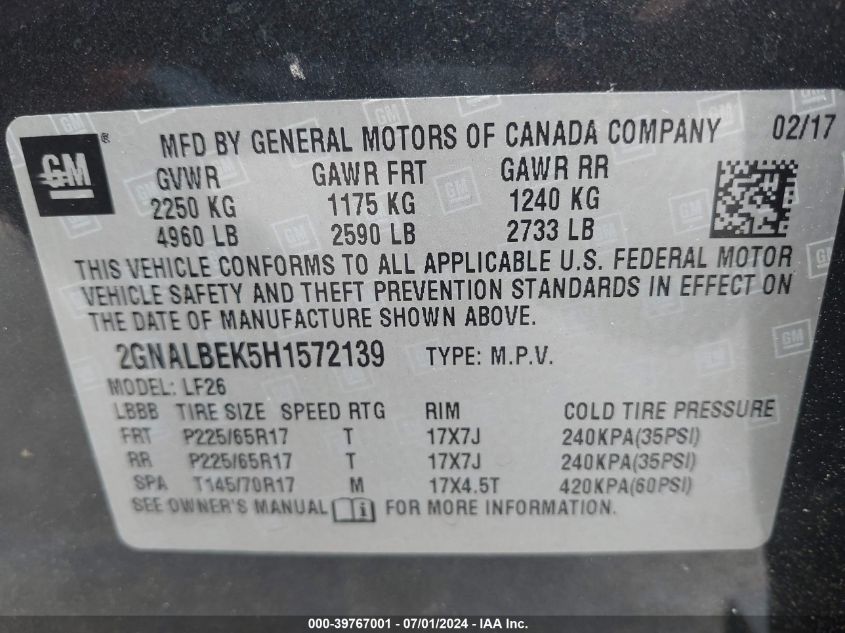 GM ® MFD BY GENERAL MOTORS OF CANADA COMPANY 02/17
GVWR GAWR FRT GAWR RR
2250 KG 1175 KG 1240 KG
4960 LB 2590 LB 2733 LB
THIS VEHICLE CONFORMS TO ALL APPLICABLE U.S. FEDERAL MOTOR
VEHICLE SAFETY AND THEFT PREVENTION STANDARDS IN EFFECT ON
THE DATE OF MANUFACTURE SHOWN ABOVE.
2GNALBEK5H1572139 TYPE: M.P.V.
MODEL: LF26
LBBB TIRE SIZE SPEED RTG RIM COLD TIRE PRESSURE
FRT P225/65R17 T 17X7J 240KPA(35PSI)
RR P225/65R17 T 17X7J 240KPA(35PSI)
SPA T145/70R17 M 17X4.5T 420KPA(60PSI)
SEE OWNER'S MANUAL FOR MORE INFORMATION.
000-39767001 - 07/01/2024 - IAA Inc.